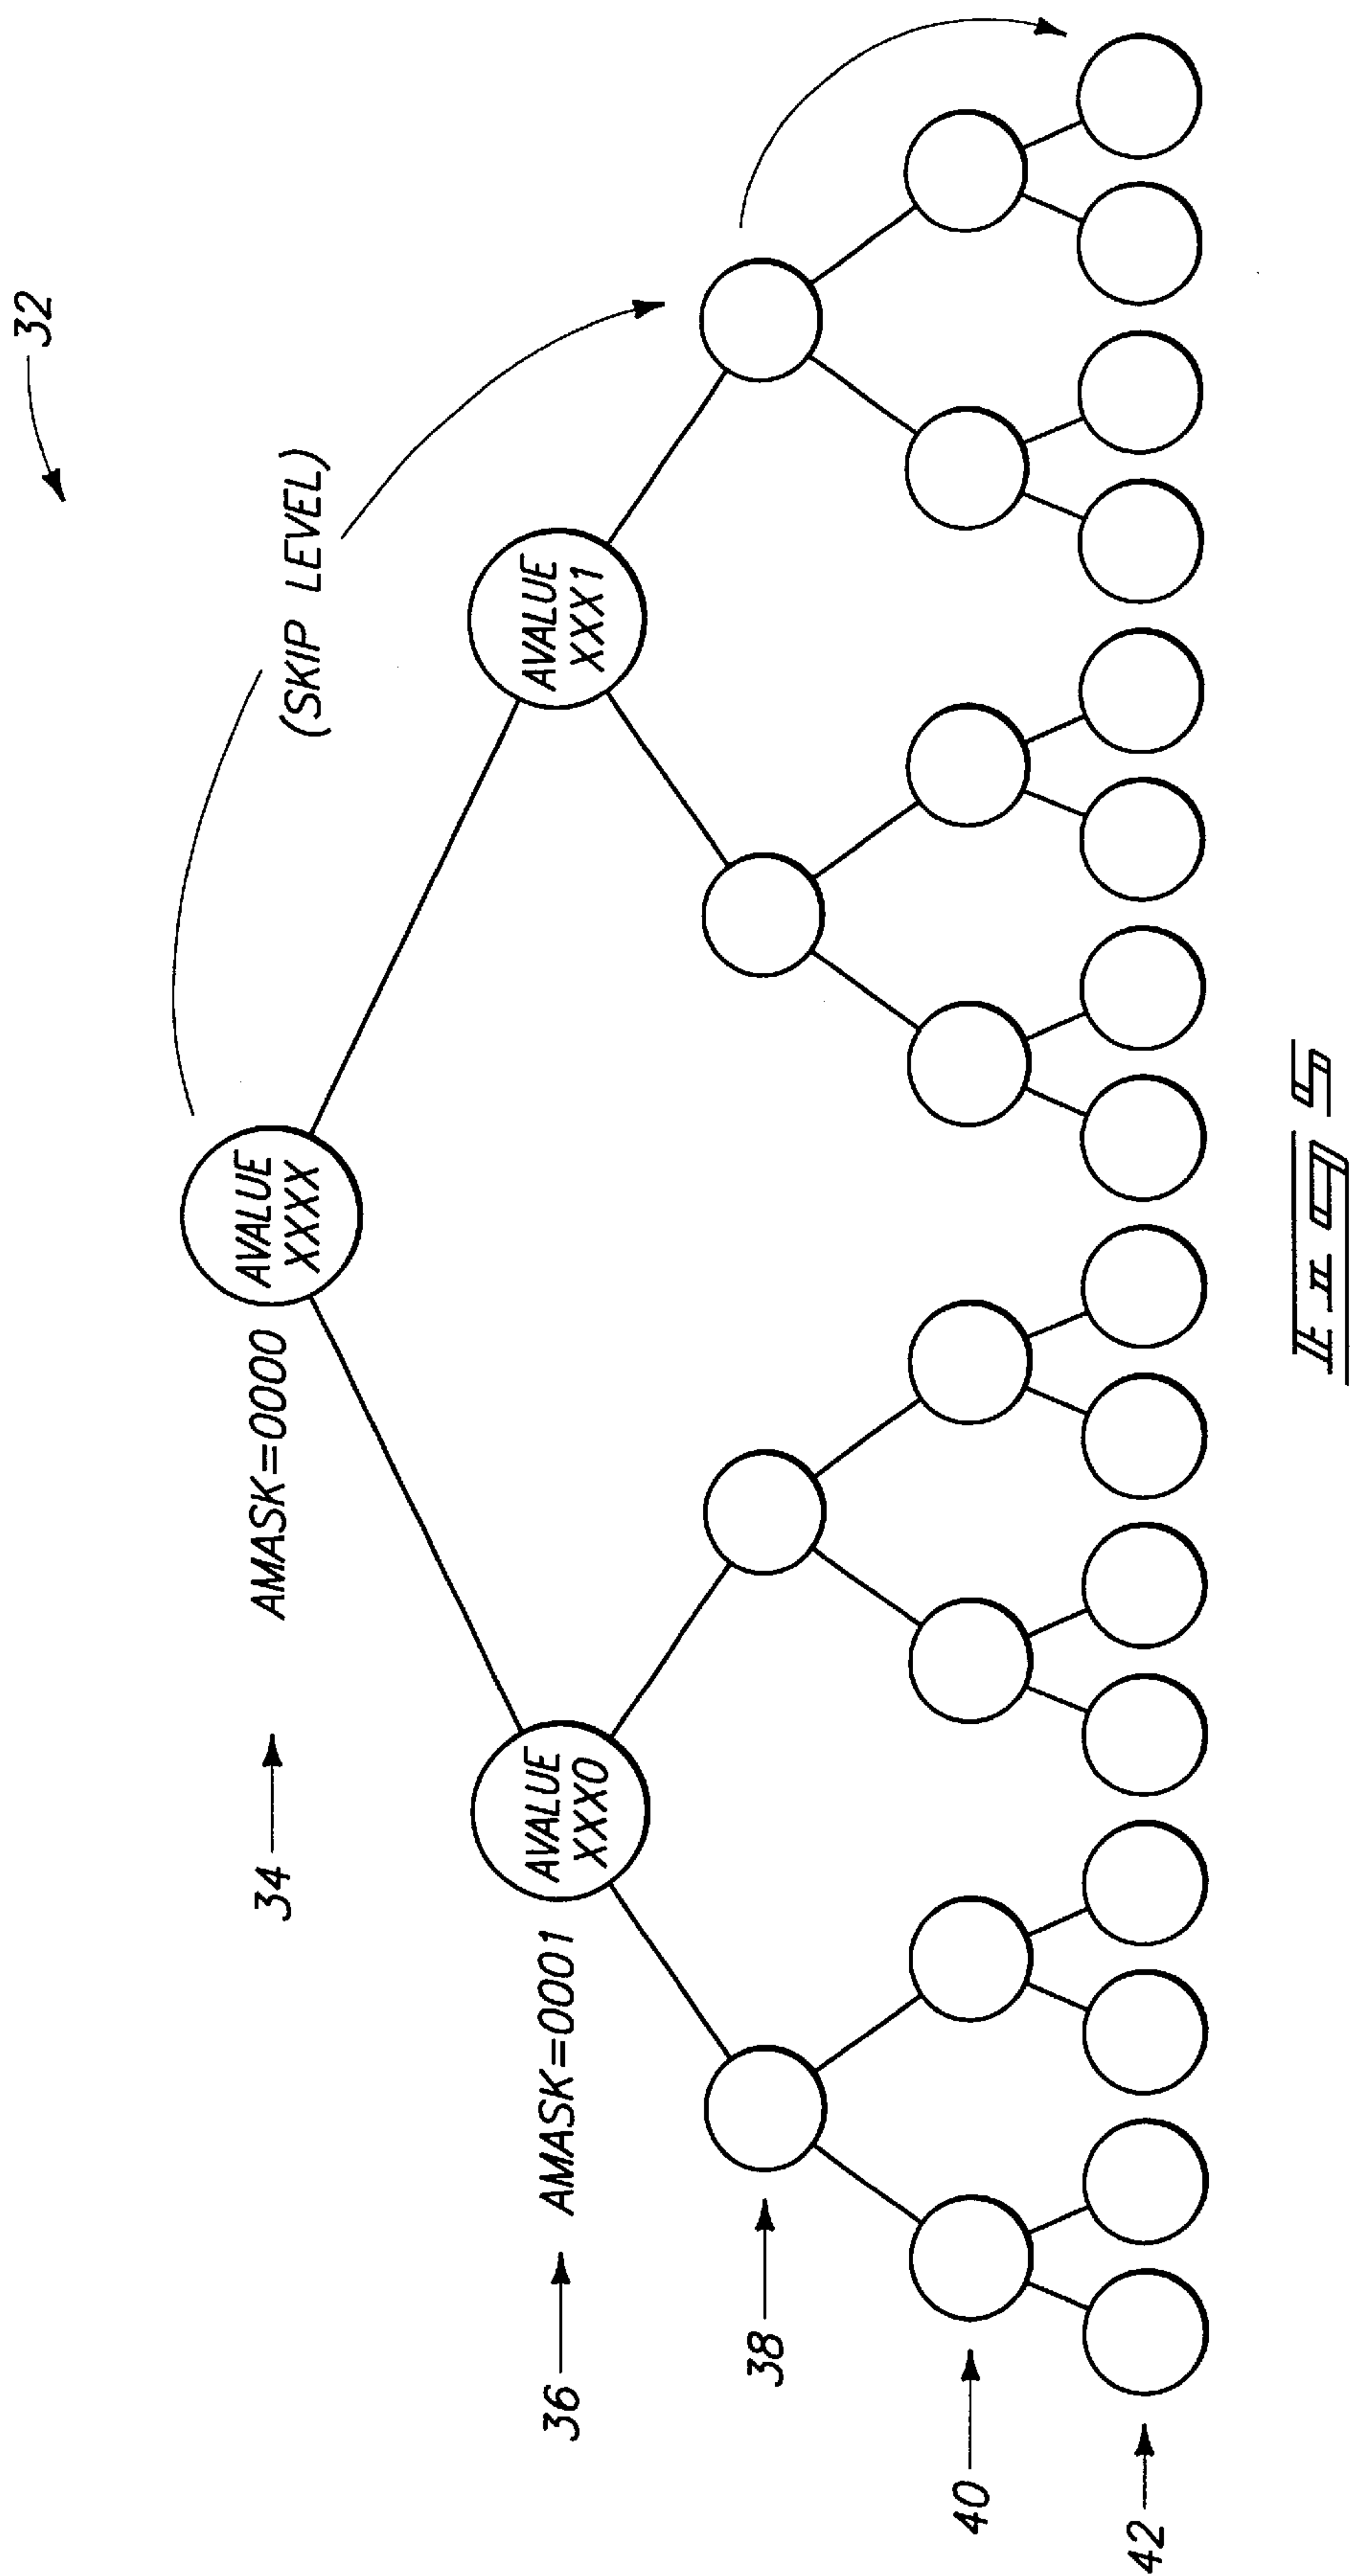 32
(SKIP LEVEL)
34
AMASK=0000
AVALUE
XXXX
36
AMASK=0001
AVALUE
XXX0
AVALUE
XXX1
38
40
42
FIG 5